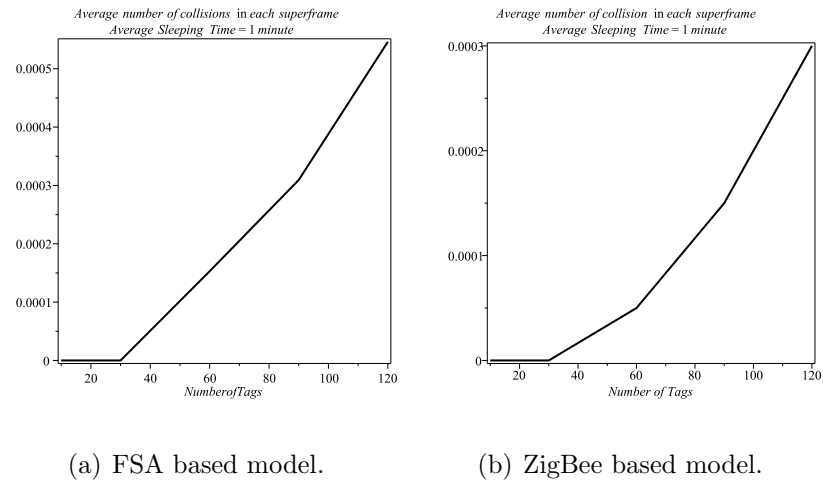 Average number of collisions in each superframe
Average Sleeping Time = 1 minute
0.0005
0.0004
0.0003
0.0002
0.0001
0
20 40 60 80 100 120
NumberofTags
(a) FSA based model.
Average number of collision in each superframe
Average Sleeping Time = 1 minute
0.0003
0.0002
0.0001
0
20 40 60 80 100 120
Number of Tags
(b) ZigBee based model.